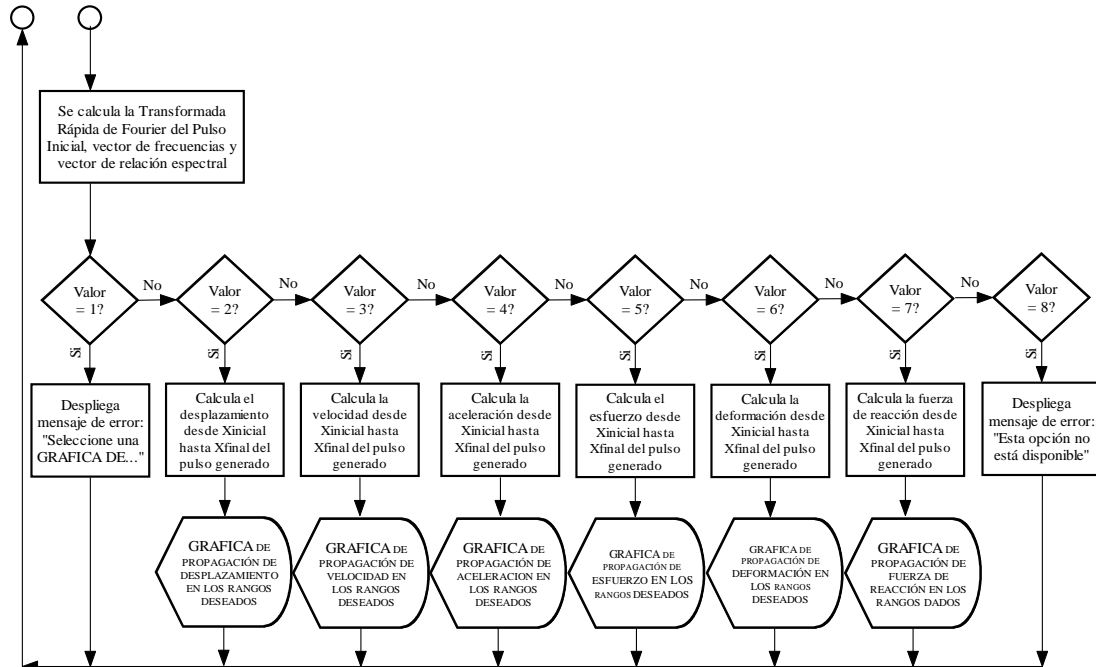 Se calcula la Transformada
Rápida de Fourier del Pulso
Inicial, vector de frecuencias y
vector de relación espectral
Valor
= 1?
No
Valor
= 2?
No
Valor
= 3?
No
Valor
= 4?
No
Valor
= 5?
No
Valor
= 6?
No
Valor
= 7?
No
Valor
= 8?
Si
Si
Si
Si
Si
Si
Si
Si
Despliega
mensaje de error:
"Seleccione una
GRAFICA DE..."
Calcula el
desplazamiento
desde Xinicial
hasta Xfinal del
pulso generado
Calcula la
velocidad desde
Xinicial hasta
Xfinal del pulso
generado
Calcula la
aceleración desde
Xinicial hasta
Xfinal del pulso
generado
Calcula el
esfuerzo desde
Xinicial hasta
Xfinal del pulso
generado
Calcula la
deformación desde
Xinicial hasta
Xfinal del pulso
generado
Calcula la fuerza
de reacción desde
Xinicial hasta
Xfinal del pulso
generado
Despliega
mensaje de error:
"Esta opción no
está disponible"
GRAFICA DE
PROPAGACIÓN DE
DESPLAZAMIENTO
EN LOS RANGOS
DESEADOS
GRAFICA DE
PROPAGACIÓN DE
VELOCIDAD EN
LOS RANGOS
DESEADOS
GRAFICA DE
PROPAGACIÓN DE
ACELERACION EN
LOS RANGOS
DESEADOS
GRAFICA DE
PROPAGACIÓN DE
ESFUERZO EN LOS
RANGOS DESEADOS
GRAFICA DE
PROPAGACIÓN DE
DEFORMACIÓN EN
LOS RANGOS
DESEADOS
GRAFICA DE
PROPAGACIÓN DE
FUERZA DE
REACCIÓN EN LOS
RANGOS DADOS